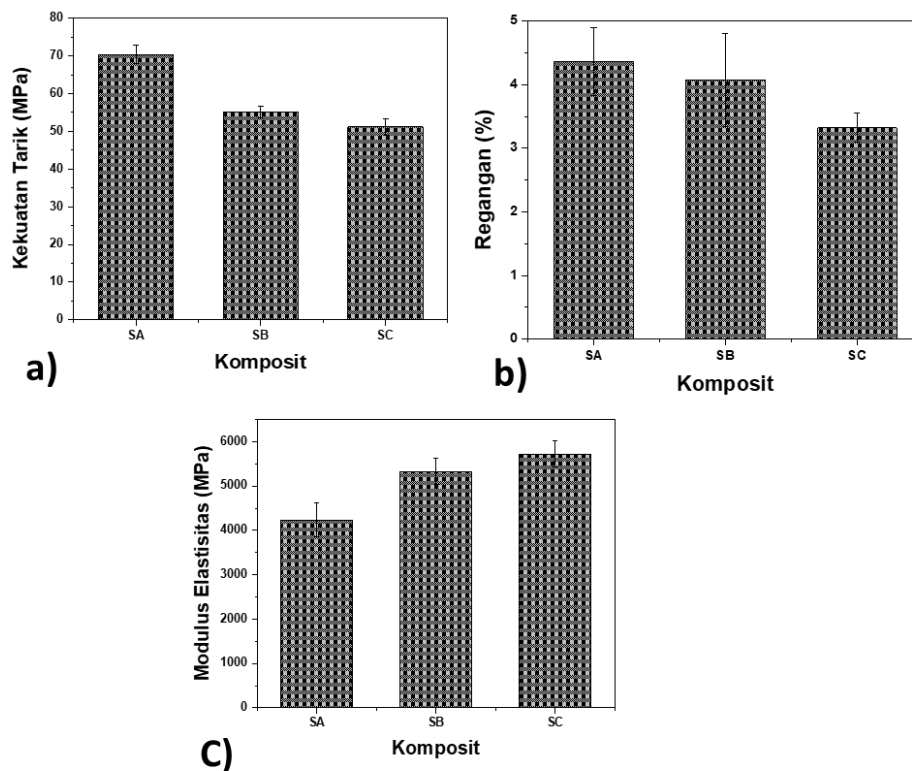 Kekuatan Tarik (MPa)
80
70
60
50
40
30
20
10
0
SA SB SC
Komposit
a)
Regangan (%)
5
4
3
2
1
0
SA SB SC
Komposit
b)
Modulus Elastisitas (MPa)
6000
5000
4000
3000
2000
1000
0
SA SB SC
Komposit
C)